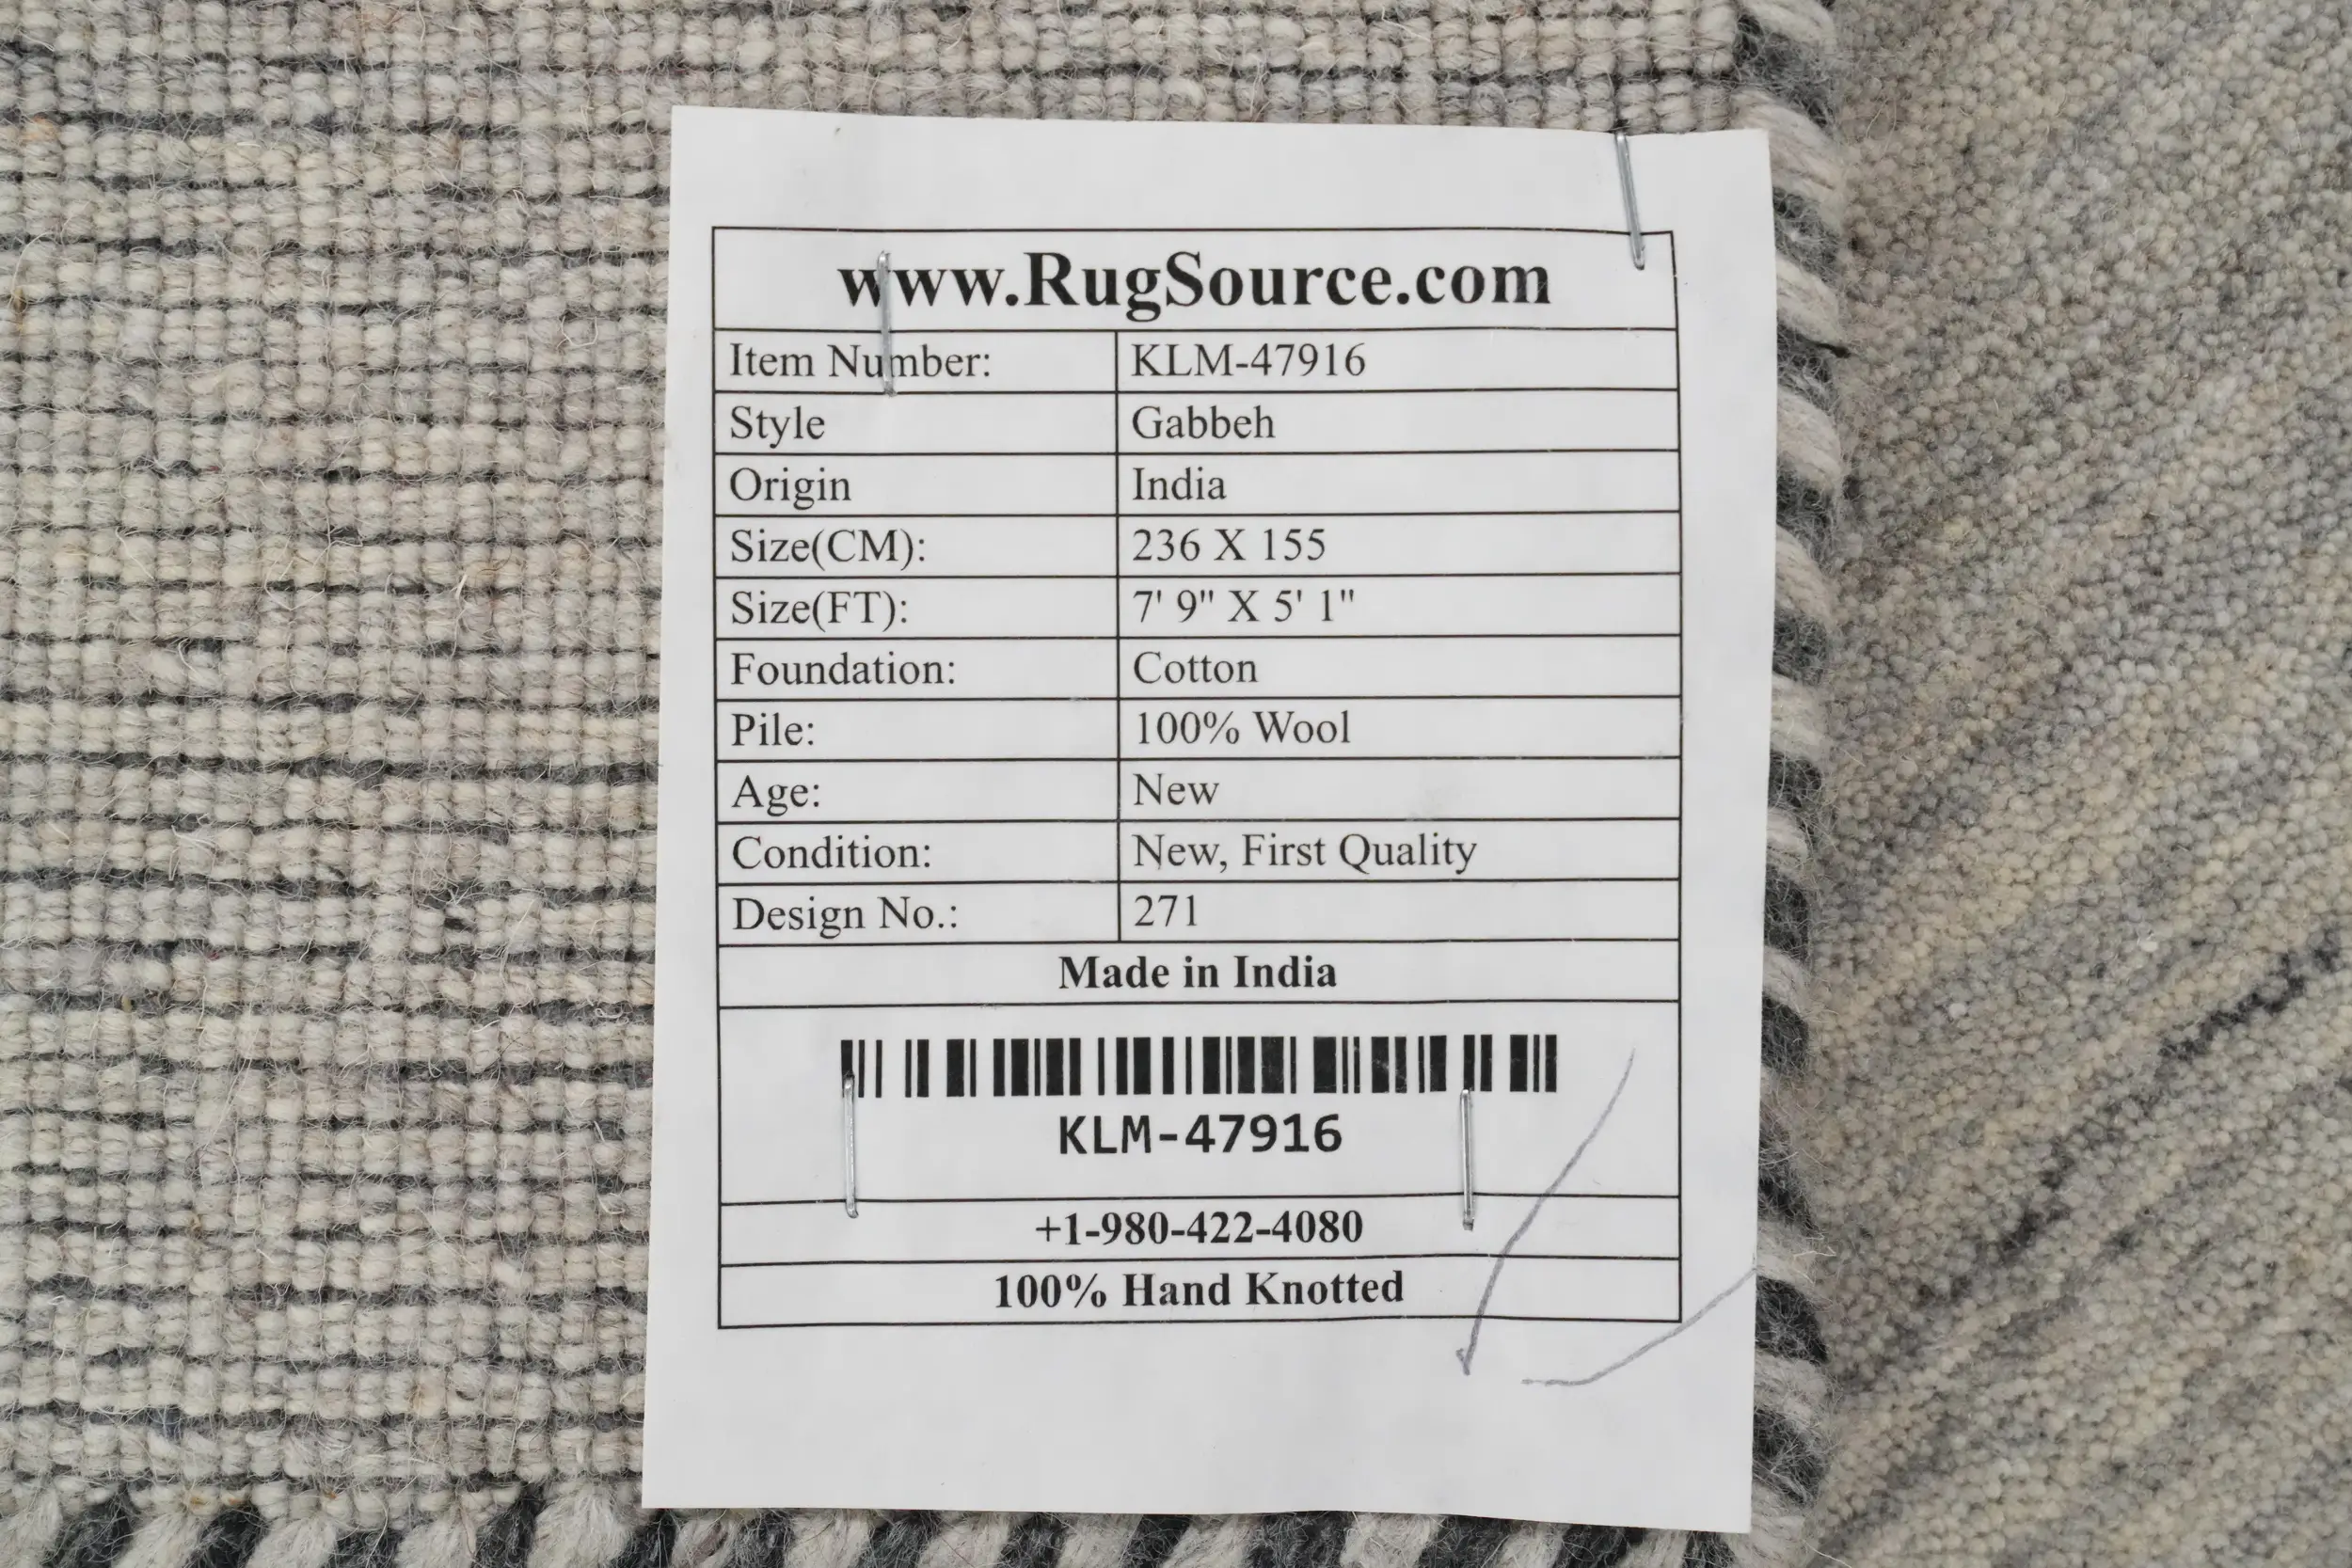 www.RugSource.com
Item Number: KLM-47916
Style Gabbeh
Origin India
Size(CM): 236 X 155
Size(FT): 7' 9" X 5' 1"
Foundation: Cotton
Pile: 100% Wool
Age: New
Condition: New, First Quality
Design No.: 271
Made in India
KLM-47916
+1-980-422-4080
100% Hand Knotted